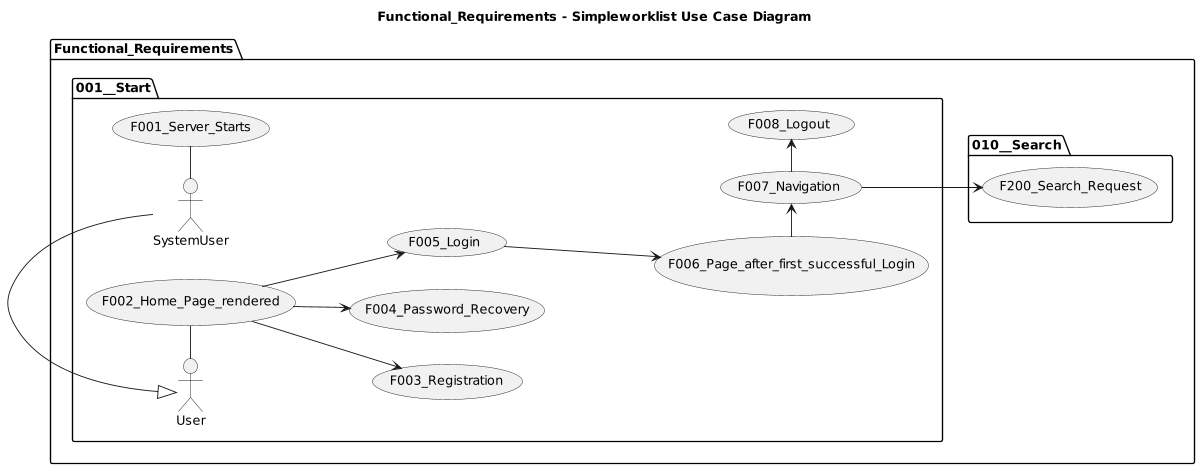 Functional_Requirements - Simpleworklist Use Case Diagram
Functional_Requirements
001__Start
F001_Server_Starts
SystemUser
F002_Home_Page_rendered
User
F005_Login
F004_Password_Recovery
F003_Registration
F008_Logout
F007_Navigation
F006_Page_after_first_successful_Login
010__Search
F200_Search_Request